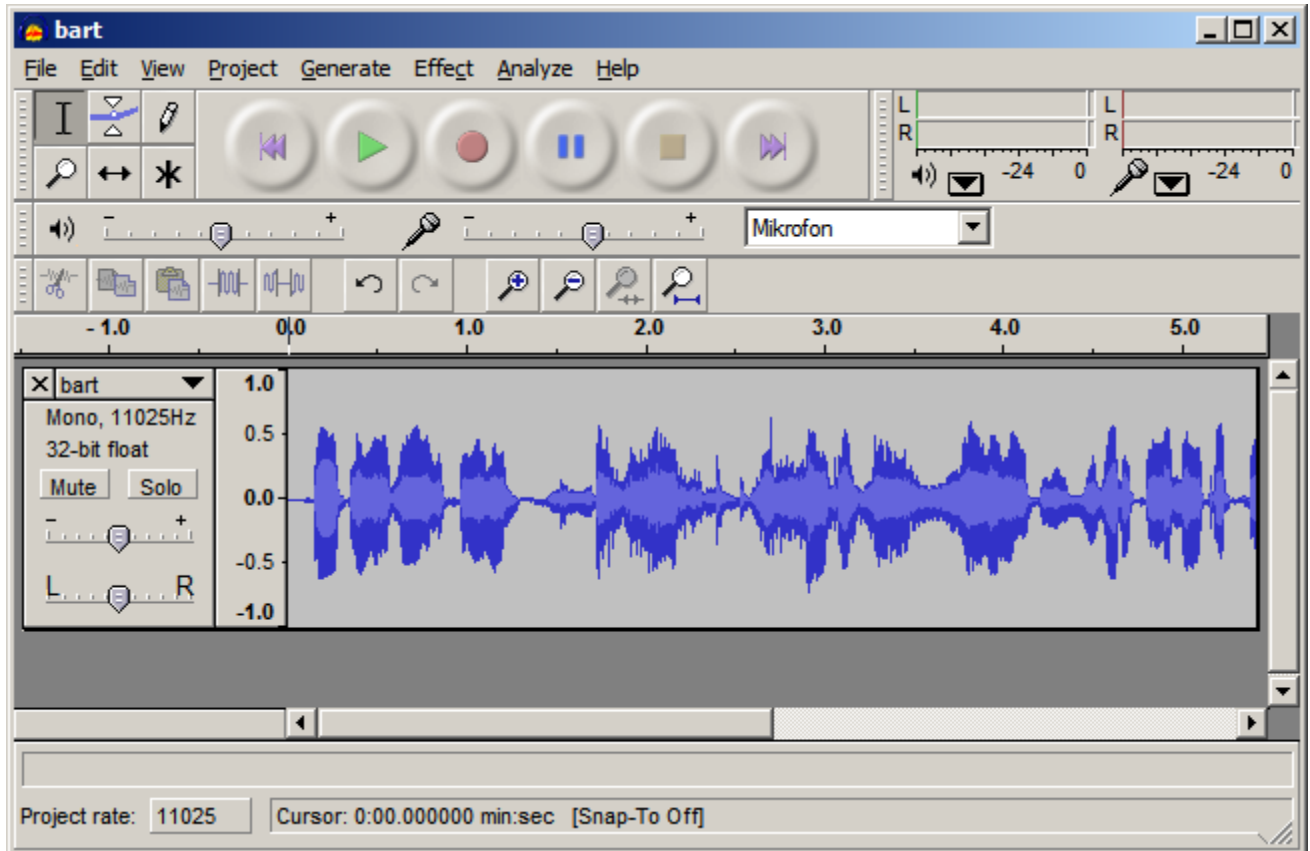 bart
File Edit View Project Generate Effect Analyze Help
L L
R R
-24 0 -24 0
- + - + Mikrofon
- 1.0 0,0 1.0 2.0 3.0 4.0 5.0
bart 1.0
Mono, 11025Hz
0.5
32-bit float
Mute Solo
0.0
- +
-0.5
L R
-1.0
Project rate: 11025 Cursor: 0:00.000000 min:sec [Snap-To Off]